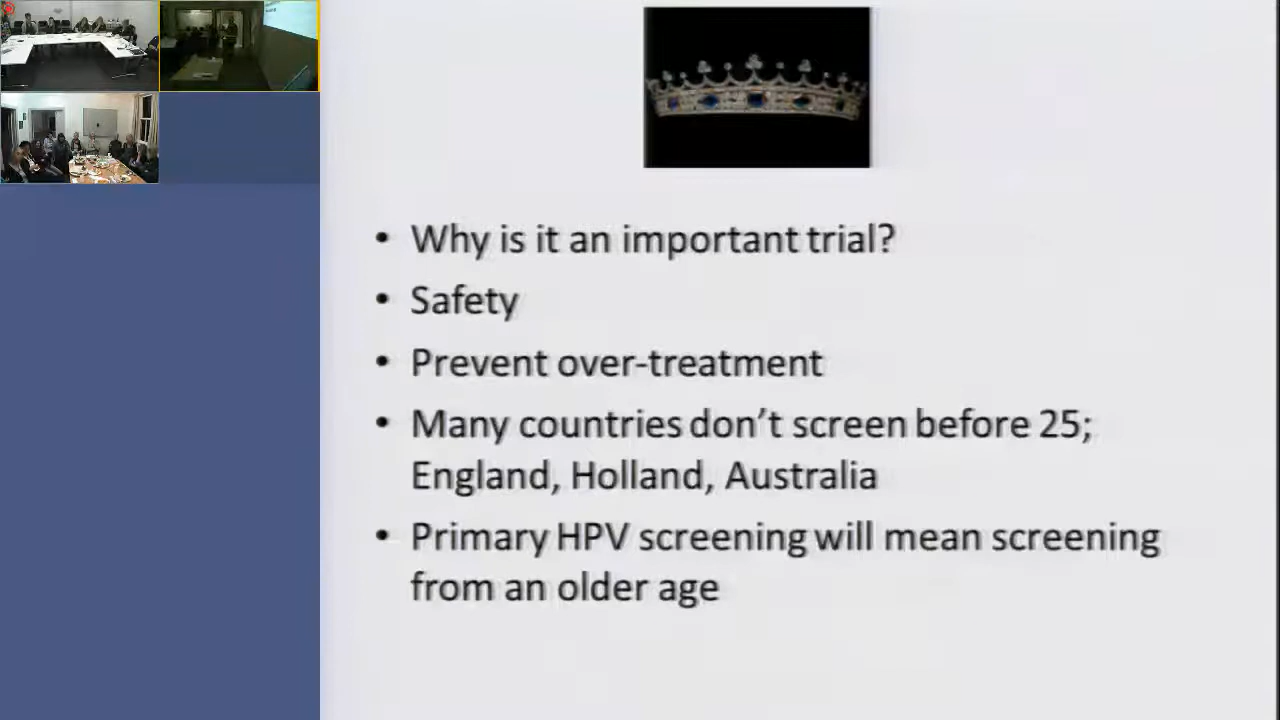 • Why is it an important trial?
• Safety
• Prevent over-treatment
• Many countries don't screen before 25;
England, Holland, Australia
• Primary HPV screening will mean screening
from an older age